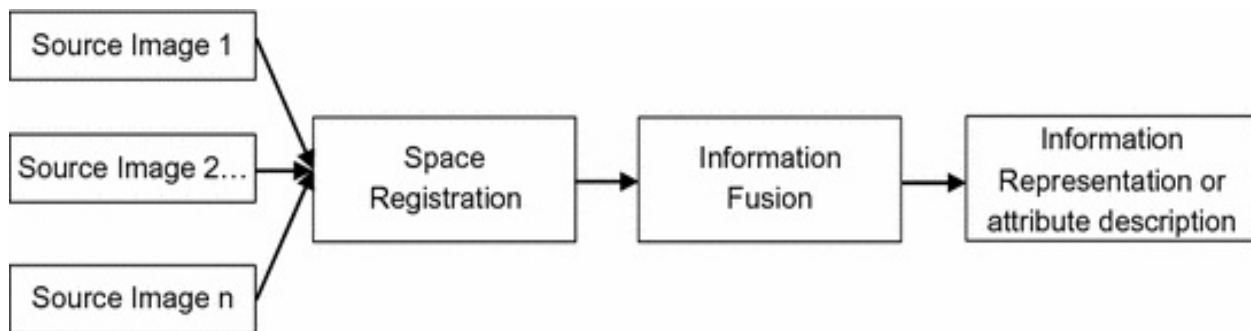 Source Image 1
Source Image 2…
Source Image n
Space
Registration
Information
Fusion
Information
Representation or
attribute description